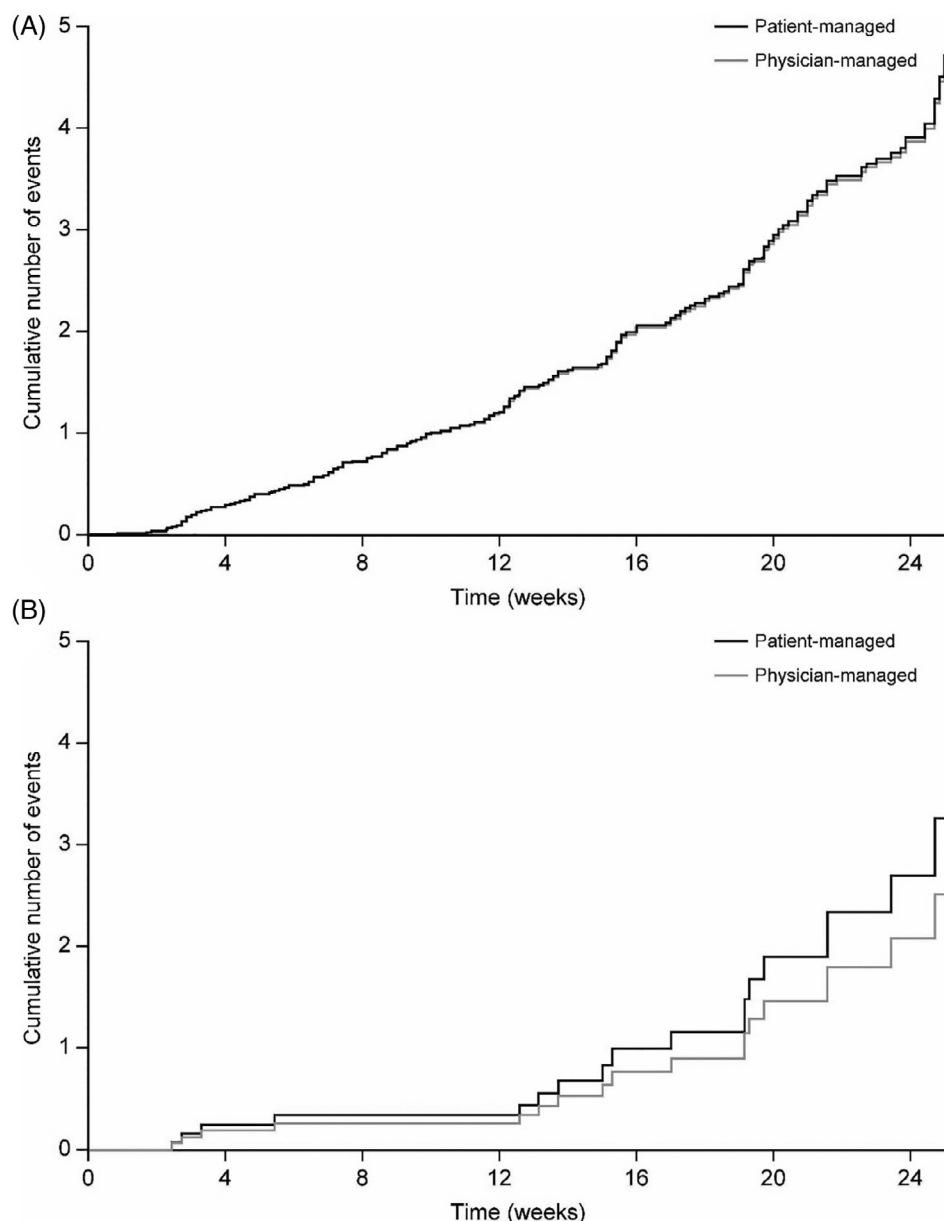 (A)
Patient-managed
Physician-managed
5
4
3
2
1
0
Cumulative number of events
0 4 8 12 16 20 24
Time (weeks)
(B)
Patient-managed
Physician-managed
5
4
3
2
1
0
Cumulative number of events
0 4 8 12 16 20 24
Time (weeks)